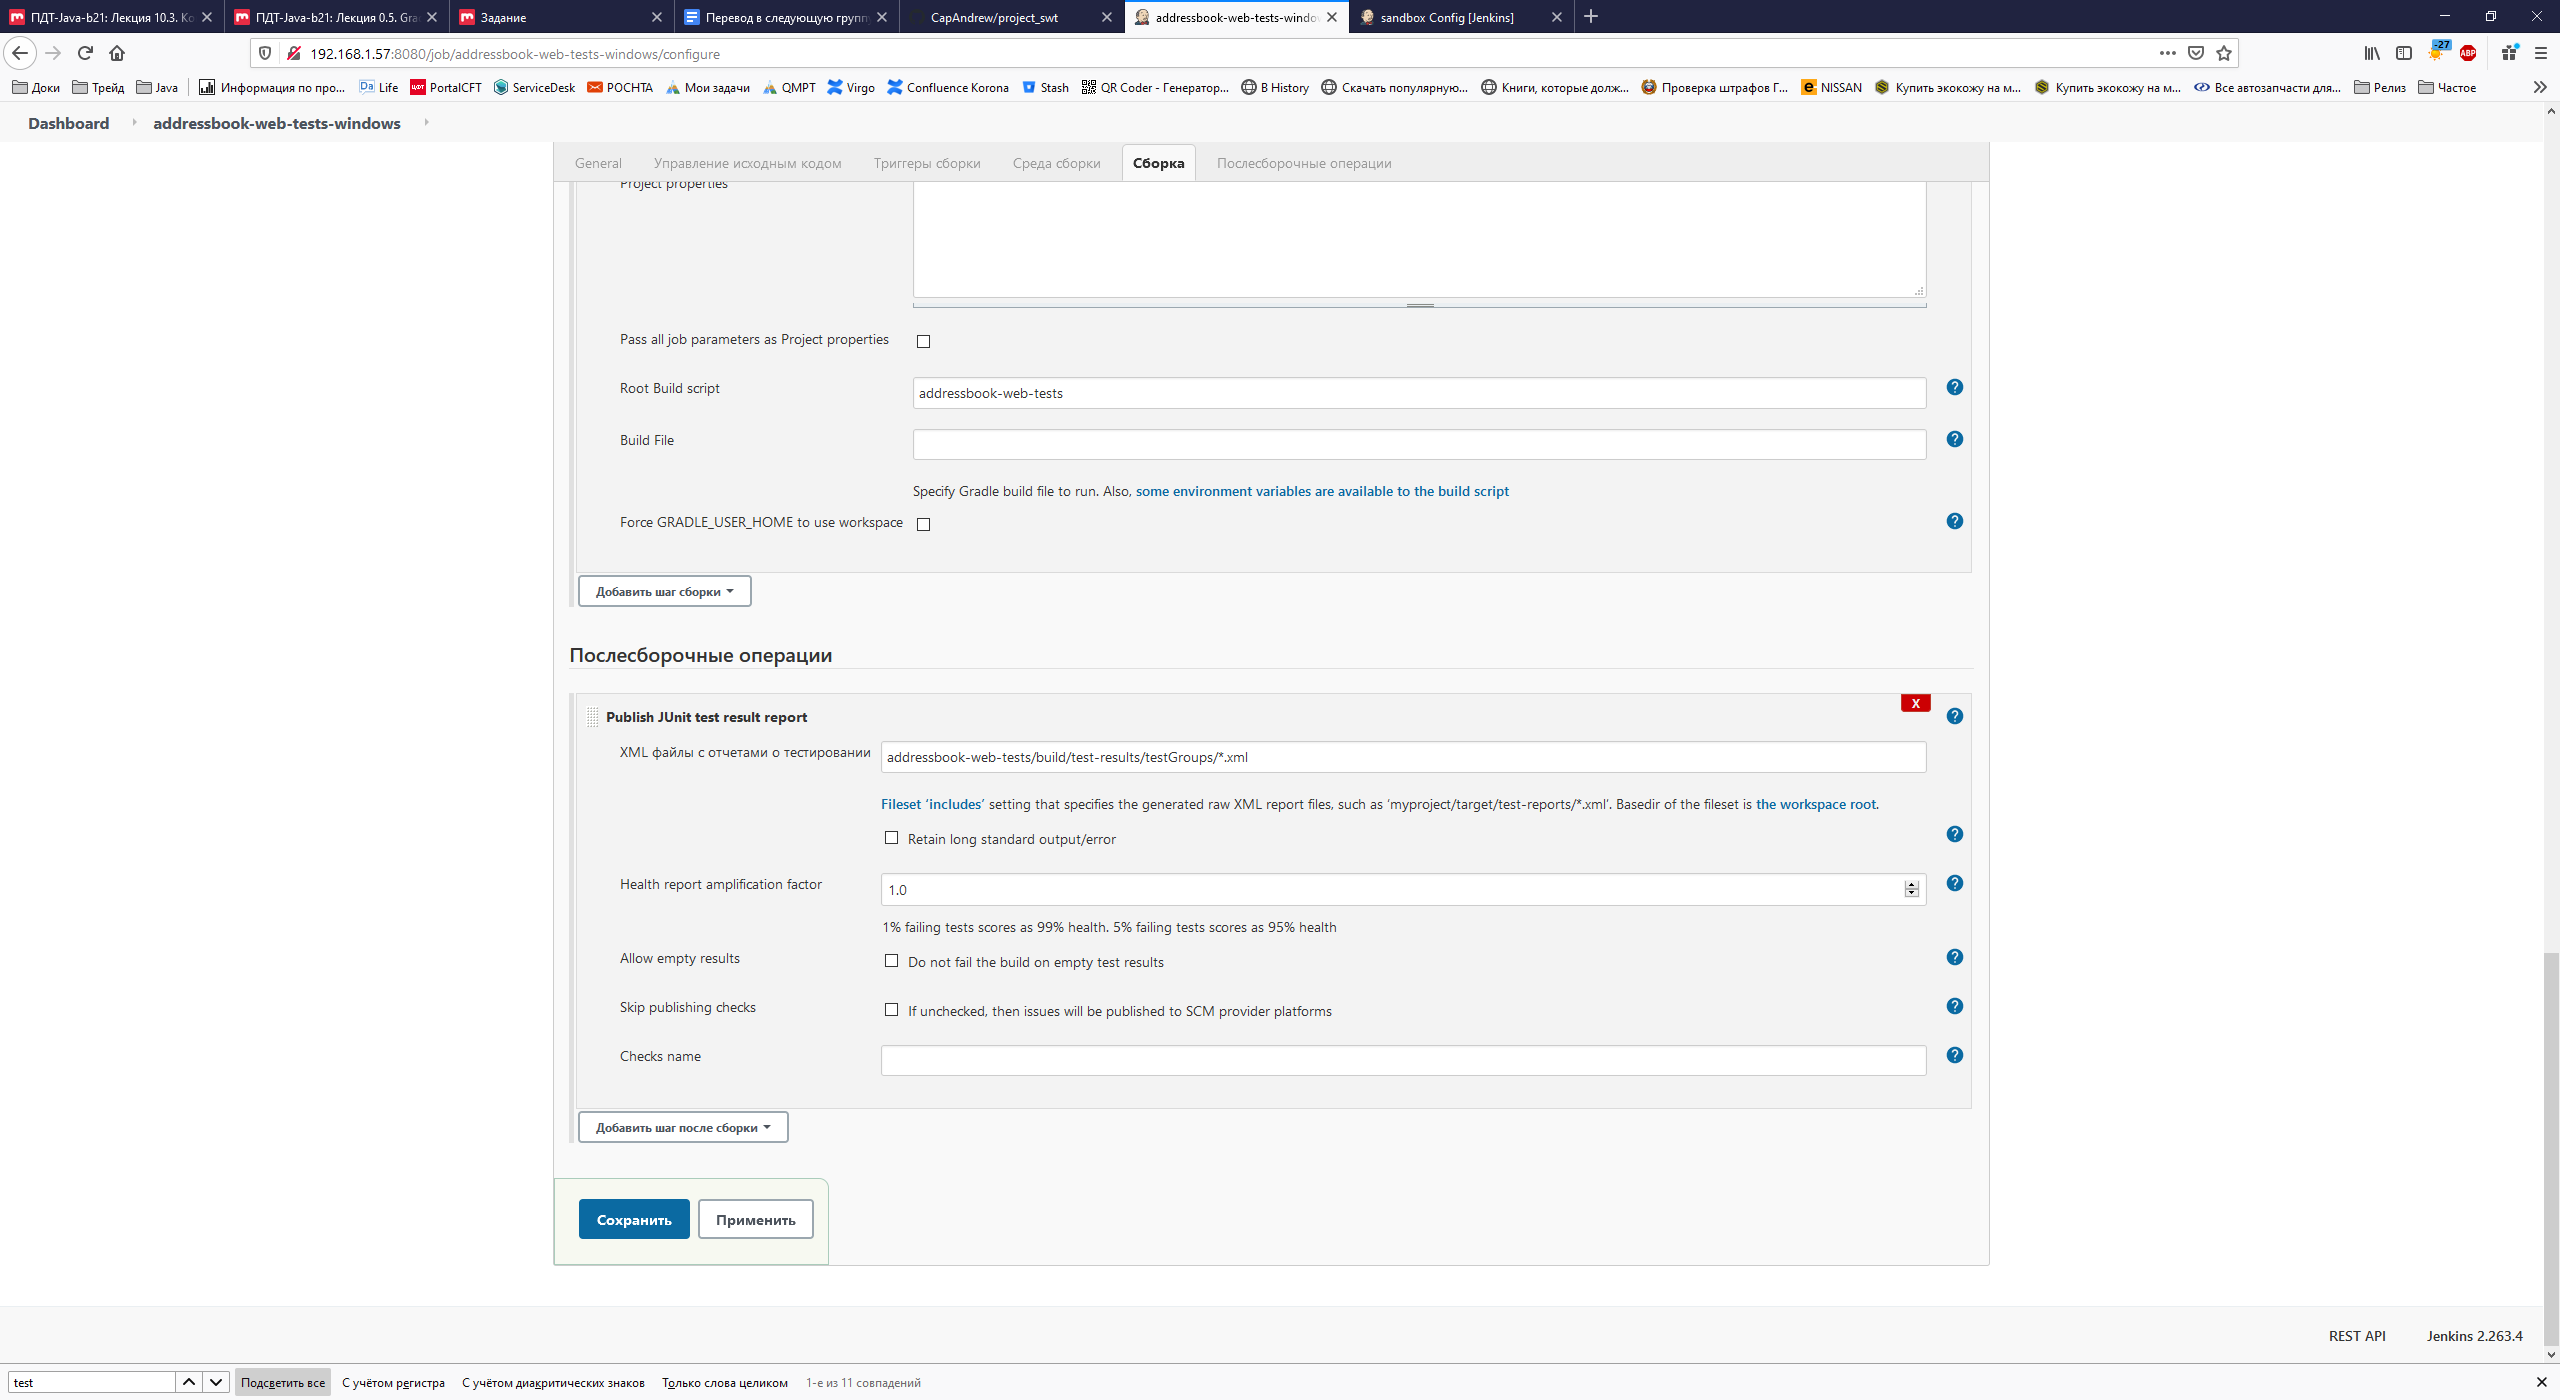 ПДТ-Java-b21: Лекция 10.3. Ко
ПДТ-Java-b21: Лекция 0.5. Gra
Задание
Перевод в следующую групп
CapAndrew/project_swt
addressbook-web-tests-windo
sandbox Config [Jenkins]
192.168.1.57:8080/job/addressbook-web-tests-windows/configure
-27
ABP
Доки
Трейд
Java
Информация по про...
Life
PortalCFT
ServiceDesk
POCHTA
Мои задачи
QMPT
Virgo
Confluence Korona
Stash
QR Coder - Генератор...
В History
Скачать популярную...
Книги, которые долж...
Проверка штрафов Г...
NISSAN
Купить экокожу на м...
Купить экокожу на м...
Все автозапчасти для...
Релиз
Частое
Dashboard
addressbook-web-tests-windows
General
Управление исходным кодом
Триггеры сборки
Среда сборки
Сборка
Послесборочные операции
Project properties
Pass all job parameters as Project properties
Root Build script
addressbook-web-tests
Build File
Specify Gradle build file to run. Also, some environment variables are available to the build script
Force GRADLE_USER_HOME to use workspace
Добавить шаг сборки
Послесборочные операции
X
Publish JUnit test result report
XML файлы с отчетами о тестировании
addressbook-web-tests/build/test-results/testGroups/*.xml
Fileset ‘includes’ setting that specifies the generated raw XML report files, such as ‘myproject/target/test-reports/*.xml’. Basedir of the fileset is the workspace root.
Retain long standard output/error
Health report amplification factor
1.0
1% failing tests scores as 99% health. 5% failing tests scores as 95% health
Allow empty results
Do not fail the build on empty test results
Skip publishing checks
If unchecked, then issues will be published to SCM provider platforms
Checks name
Добавить шаг после сборки
Сохранить
Применить
REST API
Jenkins 2.263.4
test
Подсветить все
С учётом регистра
С учётом диакритических знаков
Только слова целиком
1-е из 11 совпадений